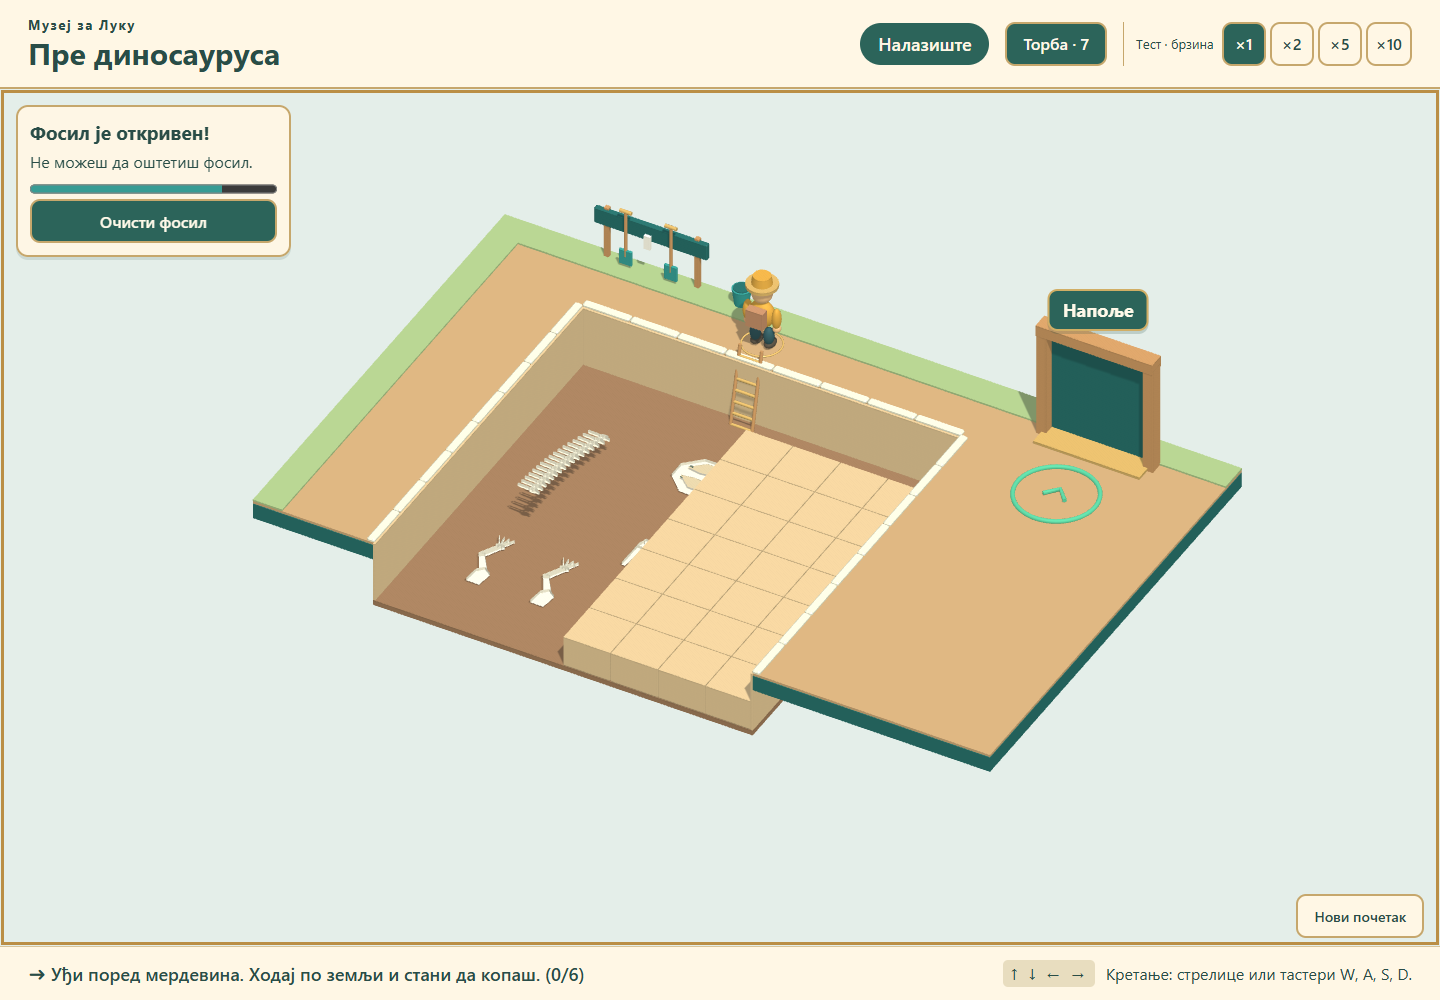 Музеј за Луку
Пре диносауруса
Налазиште
Торба · 7
Тест · брзина
×1
×2
×5
×10
Фосил је откривен!
Не можеш да оштетиш фосил.
Очисти фосил
Напоље
Нови почетак
→ Уђи поред мердевина. Ходај по земљи и стани да копаш. (0/6)
↑ ↓ ← → Кретање: стрелице или тастери W, A, S, D.